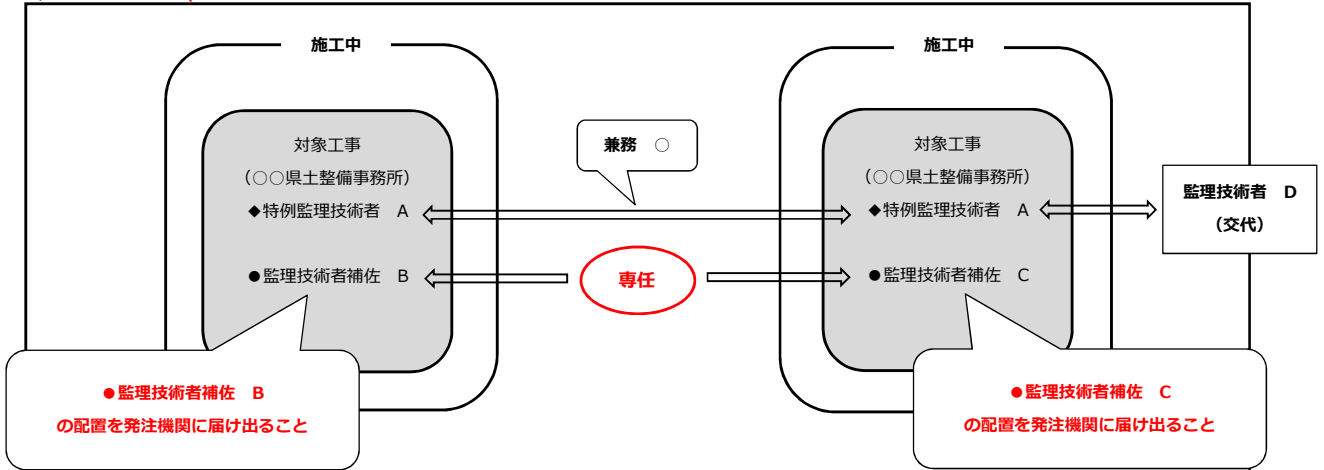 施工中
対象工事
(○○県土整備事務所)
◆特例監理技術者　A
●監理技術者補佐　B
●監理技術者補佐　B
の配置を発注機関に届け出ること
兼務　○
専任
施工中
対象工事
(○○県土整備事務所)
◆特例監理技術者　A
●監理技術者補佐　C
●監理技術者補佐　C
の配置を発注機関に届け出ること
監理技術者　D
(交代)